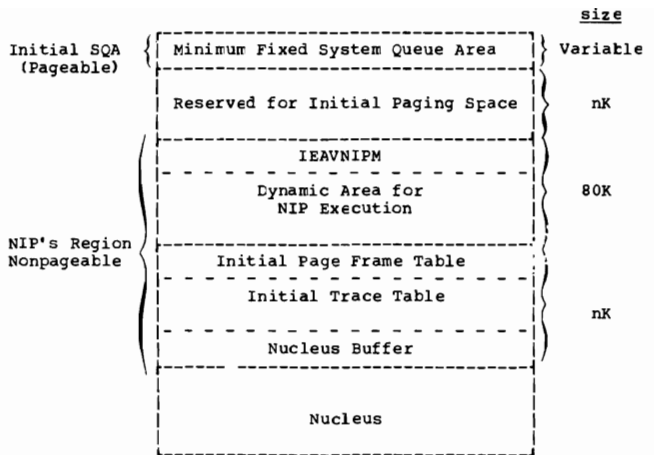 size
Initial SQA Minimum Fixed System Queue Area Variable
(Pageable)
Reserved for Initial Paging Space nK
IEAVNIPM
Dynamic Area for 80K
NIP Execution
NIP's Region
Nonpageable
Initial Page Frame Table
Initial Trace Table
nK
Nucleus Buffer
Nucleus